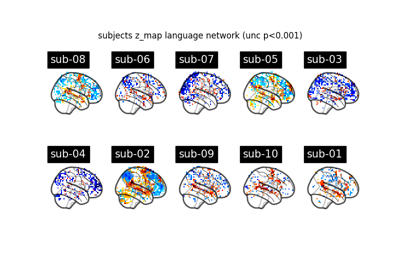 subjects z_map language network (unc p<0.001)
sub-08 sub-06 sub-07 sub-05 sub-03
sub-04 sub-02 sub-09 sub-10 sub-01